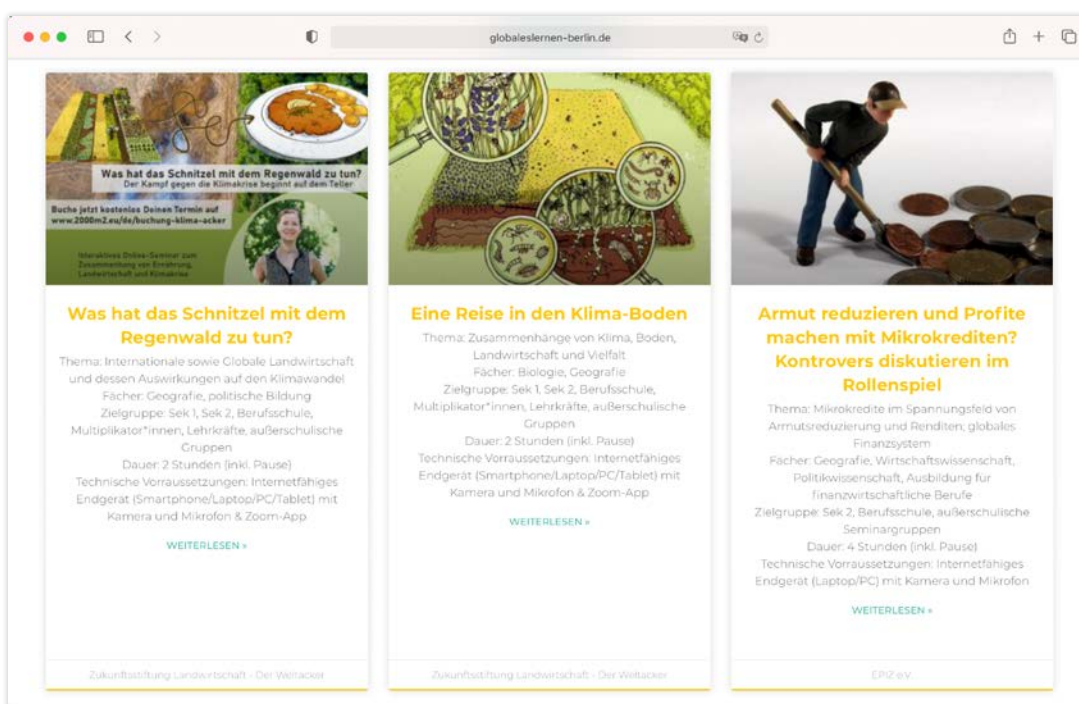 globaleslernen-berlin.de
Was hat das Schnitzel mit dem Regenwald zu tun?
Der Kampf gegen die Klimakrise beginnt auf dem Teller
Buche jetzt kostenlos Deinen Termin auf
www.2000m2.eu/de/buchung-klima-acker
Interaktives Online-Seminar zum
Zusammenhang von Ernährung,
Landwirtschaft und Klimakrise
Was hat das Schnitzel mit dem
Regenwald zu tun?
Thema: Internationale sowie Globale Landwirtschaft
und dessen Auswirkungen auf den Klimawandel
Fächer: Geografie, politische Bildung
Zielgruppe: Sek 1, Sek 2, Berufsschule,
Multiplikator*innen, Lehrkräfte, außerschulische
Gruppen
Dauer: 2 Stunden (inkl. Pause)
Technische Vorraussetzungen: Internetfähiges
Endgerät (Smartphone/Laptop/PC/Tablet) mit
Kamera und Mikrofon & Zoom-App
WEITERLESEN »
Zukunftsstiftung Landwirtschaft - Der Weltacker
Eine Reise in den Klima-Boden
Thema: Zusammenhänge von Klima, Boden,
Landwirtschaft und Vielfalt
Fächer: Biologie, Geografie
Zielgruppe: Sek 1, Sek 2, Berufsschule,
Multiplikator*innen, Lehrkräfte, außerschulische
Gruppen
Dauer: 2 Stunden (inkl. Pause)
Technische Vorraussetzungen: Internetfähiges
Endgerät (Smartphone/Laptop/PC/Tablet) mit
Kamera und Mikrofon & Zoom-App
WEITERLESEN »
Zukunftsstiftung Landwirtschaft - Der Weltacker
Armut reduzieren und Profite
machen mit Mikrokrediten?
Kontrovers diskutieren im
Rollenspiel
Thema: Mikrokredite im Spannungsfeld von
Armutsreduzierung und Renditen; globales
Finanzsystem
Fächer: Geografie, Wirtschaftswissenschaft,
Politikwissenschaft, Ausbildung für
finanzwirtschaftliche Berufe
Zielgruppe: Sek 2, Berufsschule, außerschulische
Seminargruppen
Dauer: 4 Stunden (inkl. Pause)
Technische Vorraussetzungen: Internetfähiges
Endgerät (Laptop/PC) mit Kamera und Mikrofon
WEITERLESEN »
EPIZ e.V.